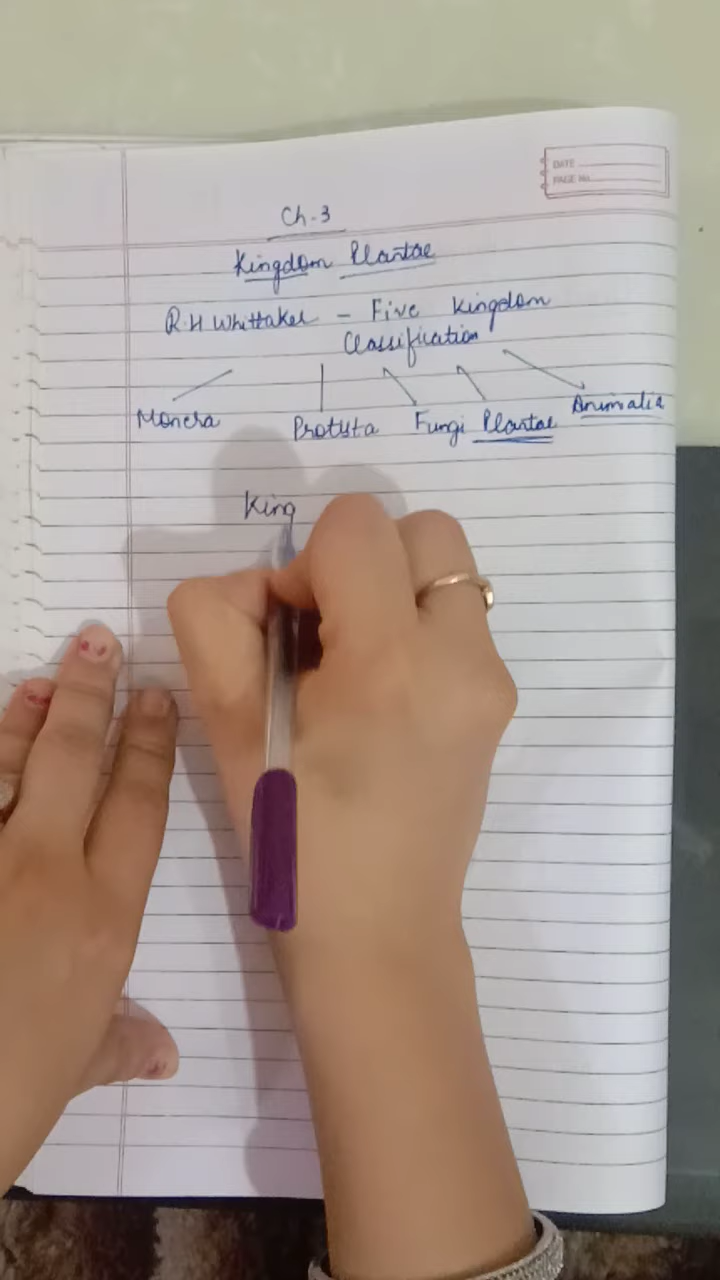 DATE
PAGE No.
Ch-3
Kingdom Plantae
R.H Whittaker - Five Kingdom
Classification
Monera Protista Fungi Plantae Animalia
King